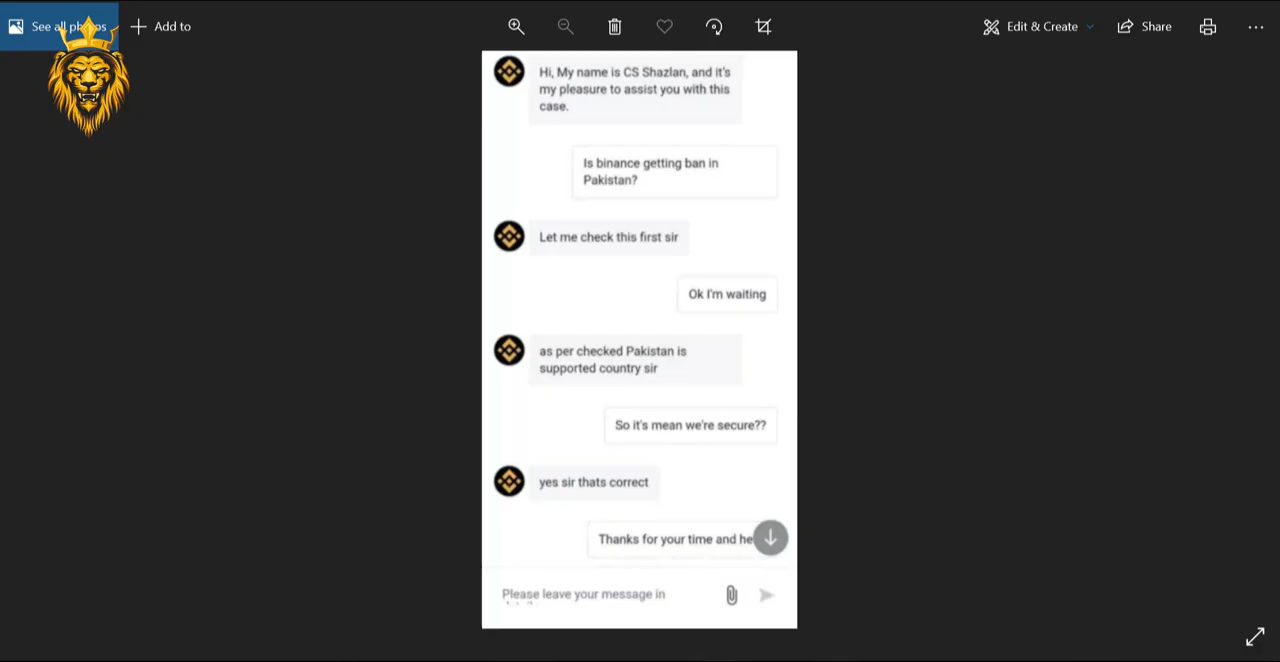 See all photos
Add to
Edit & Create
Share
Hi, My name is CS Shazlan, and it's
my pleasure to assist you with this
case.
Is binance getting ban in
Pakistan?
Let me check this first sir
Ok I'm waiting
as per checked Pakistan is
supported country sir
So it's mean we're secure??
yes sir thats correct
Thanks for your time and he
Please leave your message in